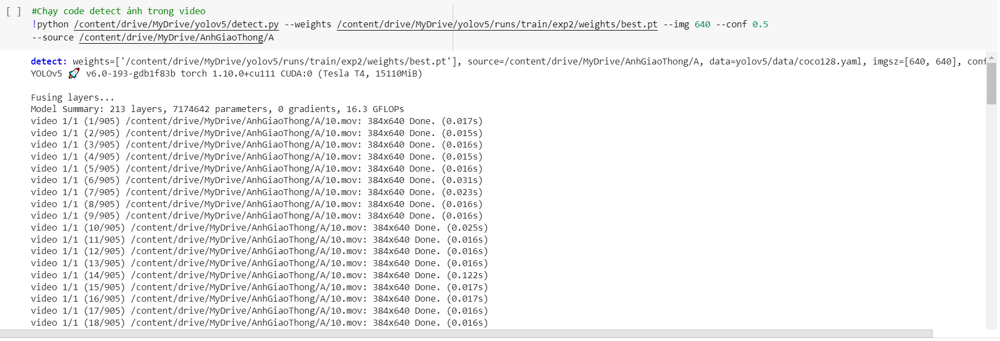 [ ] #Chạy code detect ảnh trong video
!python /content/drive/MyDrive/yolov5/detect.py --weights /content/drive/MyDrive/yolov5/runs/train/exp2/weights/best.pt --img 640 --conf 0.5
--source /content/drive/MyDrive/AnhGiaoThong/A
detect: weights=['/content/drive/MyDrive/yolov5/runs/train/exp2/weights/best.pt'], source=/content/drive/MyDrive/AnhGiaoThong/A, data=yolov5/data/coco128.yaml, imgsz=[640, 640], conf
YOLOv5 🚀 v6.0-193-gdb1f83b torch 1.10.0+cu111 CUDA:0 (Tesla T4, 15110MiB)
Fusing layers...
Model Summary: 213 layers, 7174642 parameters, 0 gradients, 16.3 GFLOPs
video 1/1 (1/905) /content/drive/MyDrive/AnhGiaoThong/A/10.mov: 384x640 Done. (0.017s)
video 1/1 (2/905) /content/drive/MyDrive/AnhGiaoThong/A/10.mov: 384x640 Done. (0.015s)
video 1/1 (3/905) /content/drive/MyDrive/AnhGiaoThong/A/10.mov: 384x640 Done. (0.016s)
video 1/1 (4/905) /content/drive/MyDrive/AnhGiaoThong/A/10.mov: 384x640 Done. (0.015s)
video 1/1 (5/905) /content/drive/MyDrive/AnhGiaoThong/A/10.mov: 384x640 Done. (0.016s)
video 1/1 (6/905) /content/drive/MyDrive/AnhGiaoThong/A/10.mov: 384x640 Done. (0.031s)
video 1/1 (7/905) /content/drive/MyDrive/AnhGiaoThong/A/10.mov: 384x640 Done. (0.023s)
video 1/1 (8/905) /content/drive/MyDrive/AnhGiaoThong/A/10.mov: 384x640 Done. (0.016s)
video 1/1 (9/905) /content/drive/MyDrive/AnhGiaoThong/A/10.mov: 384x640 Done. (0.016s)
video 1/1 (10/905) /content/drive/MyDrive/AnhGiaoThong/A/10.mov: 384x640 Done. (0.025s)
video 1/1 (11/905) /content/drive/MyDrive/AnhGiaoThong/A/10.mov: 384x640 Done. (0.016s)
video 1/1 (12/905) /content/drive/MyDrive/AnhGiaoThong/A/10.mov: 384x640 Done. (0.016s)
video 1/1 (13/905) /content/drive/MyDrive/AnhGiaoThong/A/10.mov: 384x640 Done. (0.016s)
video 1/1 (14/905) /content/drive/MyDrive/AnhGiaoThong/A/10.mov: 384x640 Done. (0.122s)
video 1/1 (15/905) /content/drive/MyDrive/AnhGiaoThong/A/10.mov: 384x640 Done. (0.017s)
video 1/1 (16/905) /content/drive/MyDrive/AnhGiaoThong/A/10.mov: 384x640 Done. (0.017s)
video 1/1 (17/905) /content/drive/MyDrive/AnhGiaoThong/A/10.mov: 384x640 Done. (0.016s)
video 1/1 (18/905) /content/drive/MyDrive/AnhGiaoThong/A/10.mov: 384x640 Done. (0.016s)